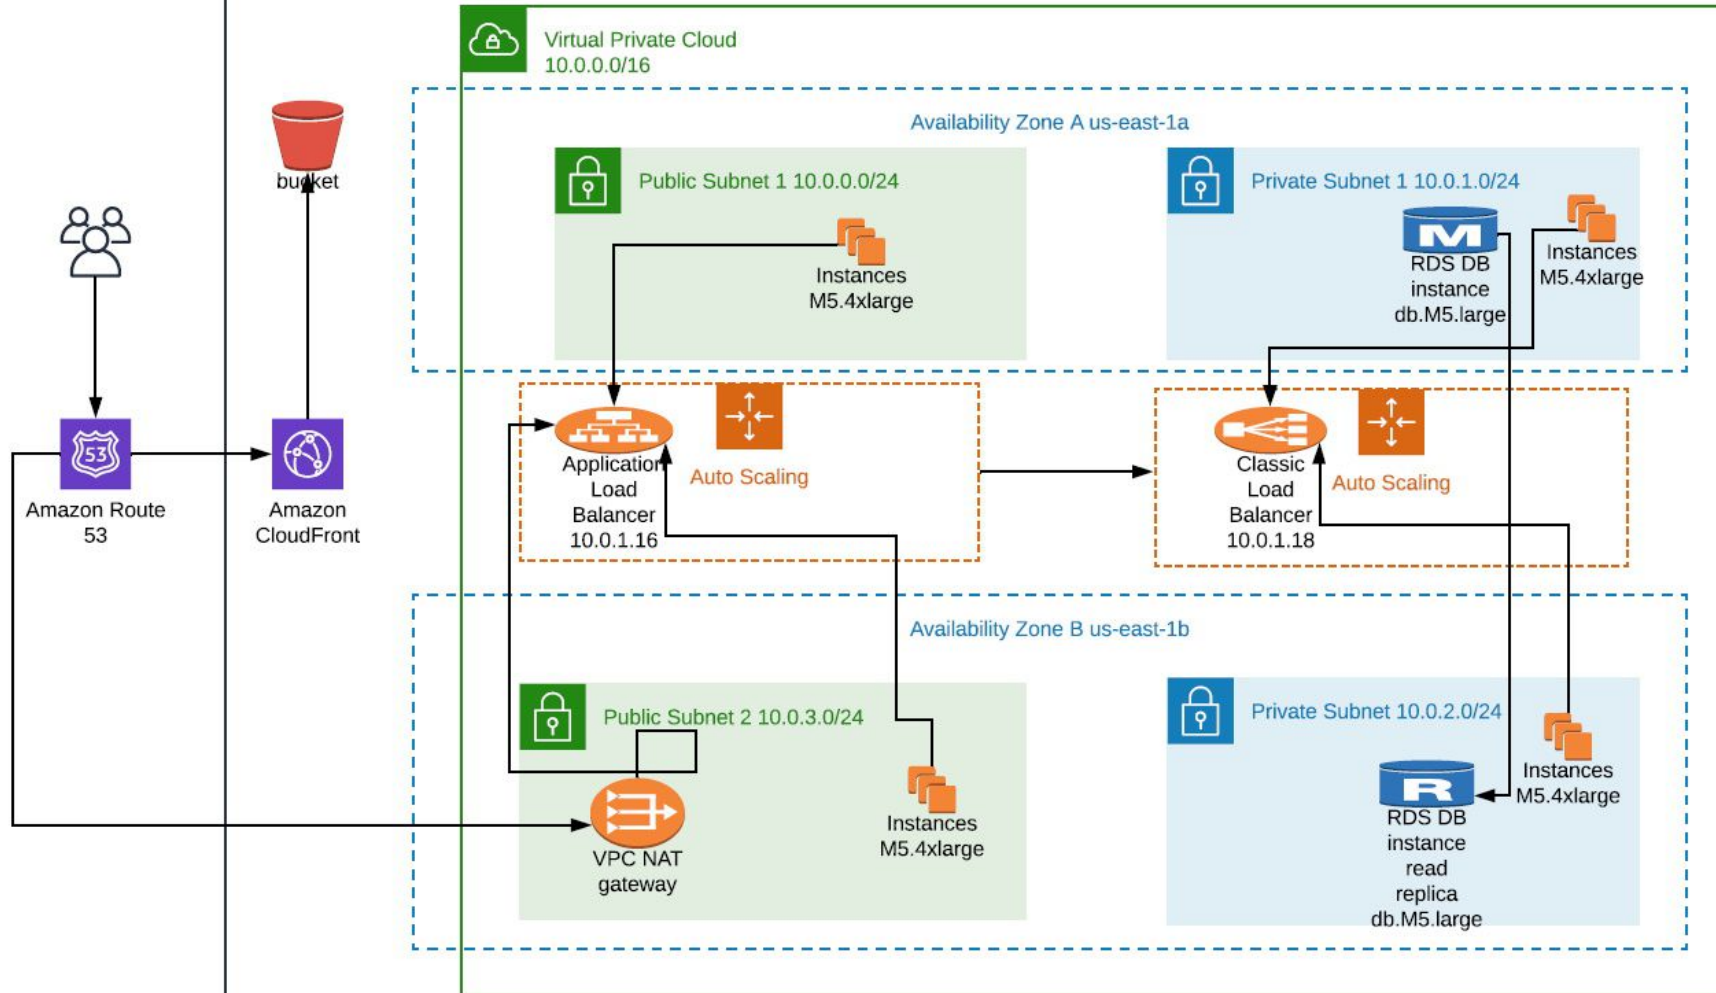 Virtual Private Cloud
10.0.0.0/16
Availability Zone A us-east-1a
bucket
Public Subnet 1 10.0.0.0/24
Instances
M5.4xlarge
Private Subnet 1 10.0.1.0/24
M
RDS DB
instance
db.M5.large
Instances
M5.4xlarge
53
Amazon Route
53
Amazon
CloudFront
Application
Load
Balancer
10.0.1.16
Auto Scaling
Classic
Load
Balancer
10.0.1.18
Auto Scaling
Availability Zone B us-east-1b
Public Subnet 2 10.0.3.0/24
VPC NAT
gateway
Instances
M5.4xlarge
Private Subnet 10.0.2.0/24
R
RDS DB
instance
read
replica
db.M5.large
Instances
M5.4xlarge